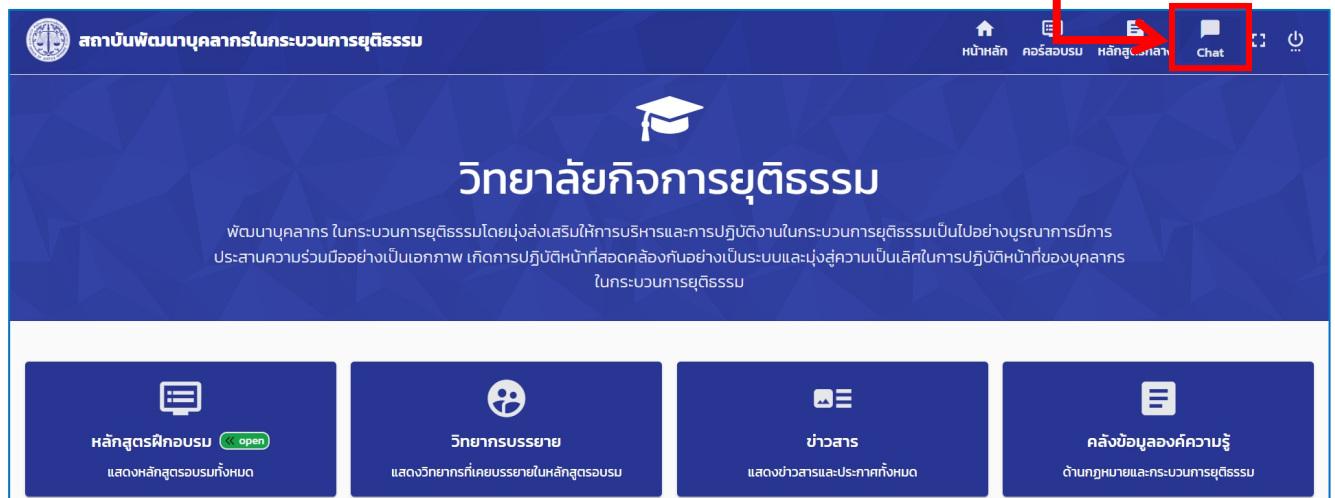 สถาบันพัฒนาบุคลากรในกระบวนการยุติธรรม
หน้าหลัก คอร์สอบรม หลักสูตรกลาง Chat
วิทยาลัยกิจการยุติธรรม
พัฒนาบุคลากร ในกระบวนการยุติธรรมโดยมุ่งส่งเสริมให้การบริหารและการปฏิบัติงานในกระบวนการยุติธรรมเป็นไปอย่างบูรณาการมีการ
ประสานความร่วมมืออย่างเป็นเอกภาพ เกิดการปฏิบัติหน้าที่สอดคล้องกันอย่างเป็นระบบและมุ่งสู่ความเป็นเลิศในการปฏิบัติหน้าที่ของบุคลากร
ในกระบวนการยุติธรรม
หลักสูตรฝึกอบรม « open
แสดงหลักสูตรอบรมทั้งหมด
วิทยากรบรรยาย
แสดงวิทยากรที่เคยบรรยายในหลักสูตรอบรม
ข่าวสาร
แสดงข่าวสารและประกาศทั้งหมด
คลังข้อมูลองค์ความรู้
ด้านกฎหมายและกระบวนการยุติธรรม